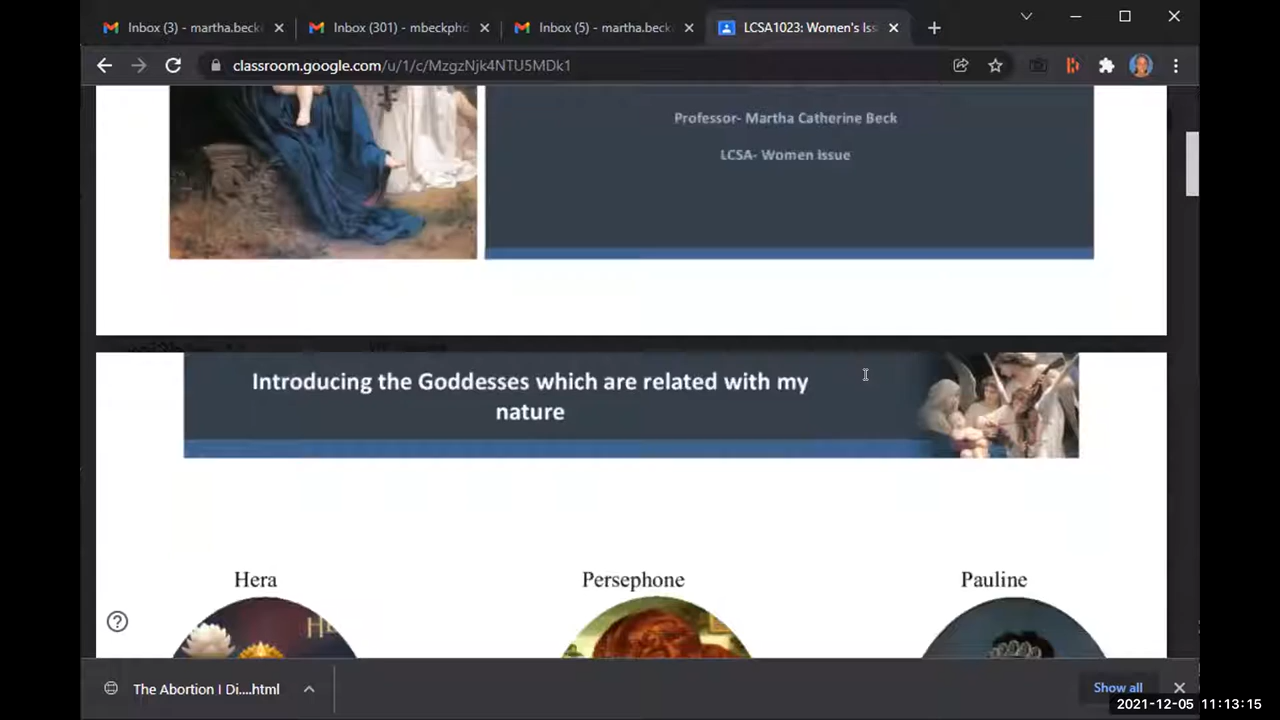 Inbox (3) - martha.beck
Inbox (301) - mbeckpho
Inbox (5) - martha.beck
LCSA1023: Women's Iss
classroom.google.com/u/1/c/MzgzNjk4NTU5MDk1
Professor- Martha Catherine Beck
LCSA- Women Issue
Introducing the Goddesses which are related with my
nature
Hera
Persephone
Pauline
The Abortion I Di....html
Show all
2021-12-05 11:13:15